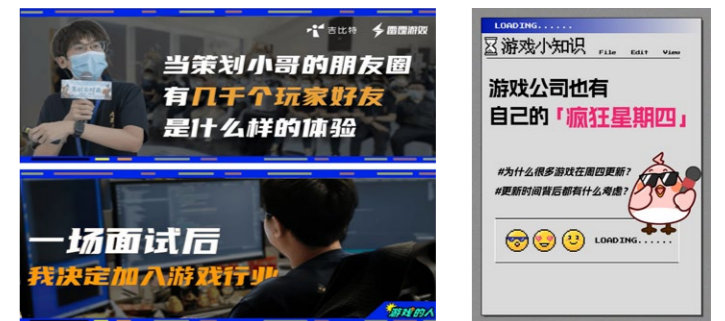 吉比特 雷霆游戏
当策划小哥的朋友圈
有几千个玩家好友
是什么样的体验
一场面试后
我决定加入游戏行业
游戏的人
LOADING......
游戏小知识 File Edit View
游戏公司也有
自己的「疯狂星期四」
#为什么很多游戏在周四更新?
#更新时间背后都有什么考虑?
LOADING......